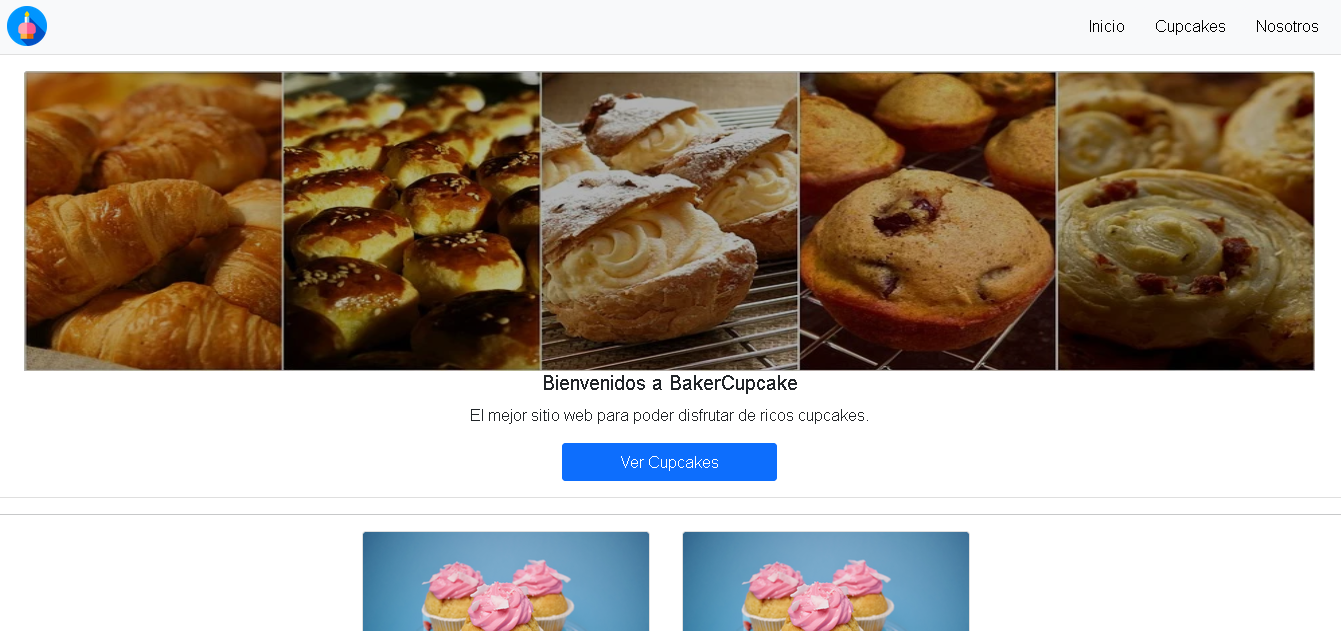 Inicio Cupcakes Nosotros
Bienvenidos a BakerCupcake
El mejor sitio web para poder disfrutar de ricos cupcakes.
Ver Cupcakes